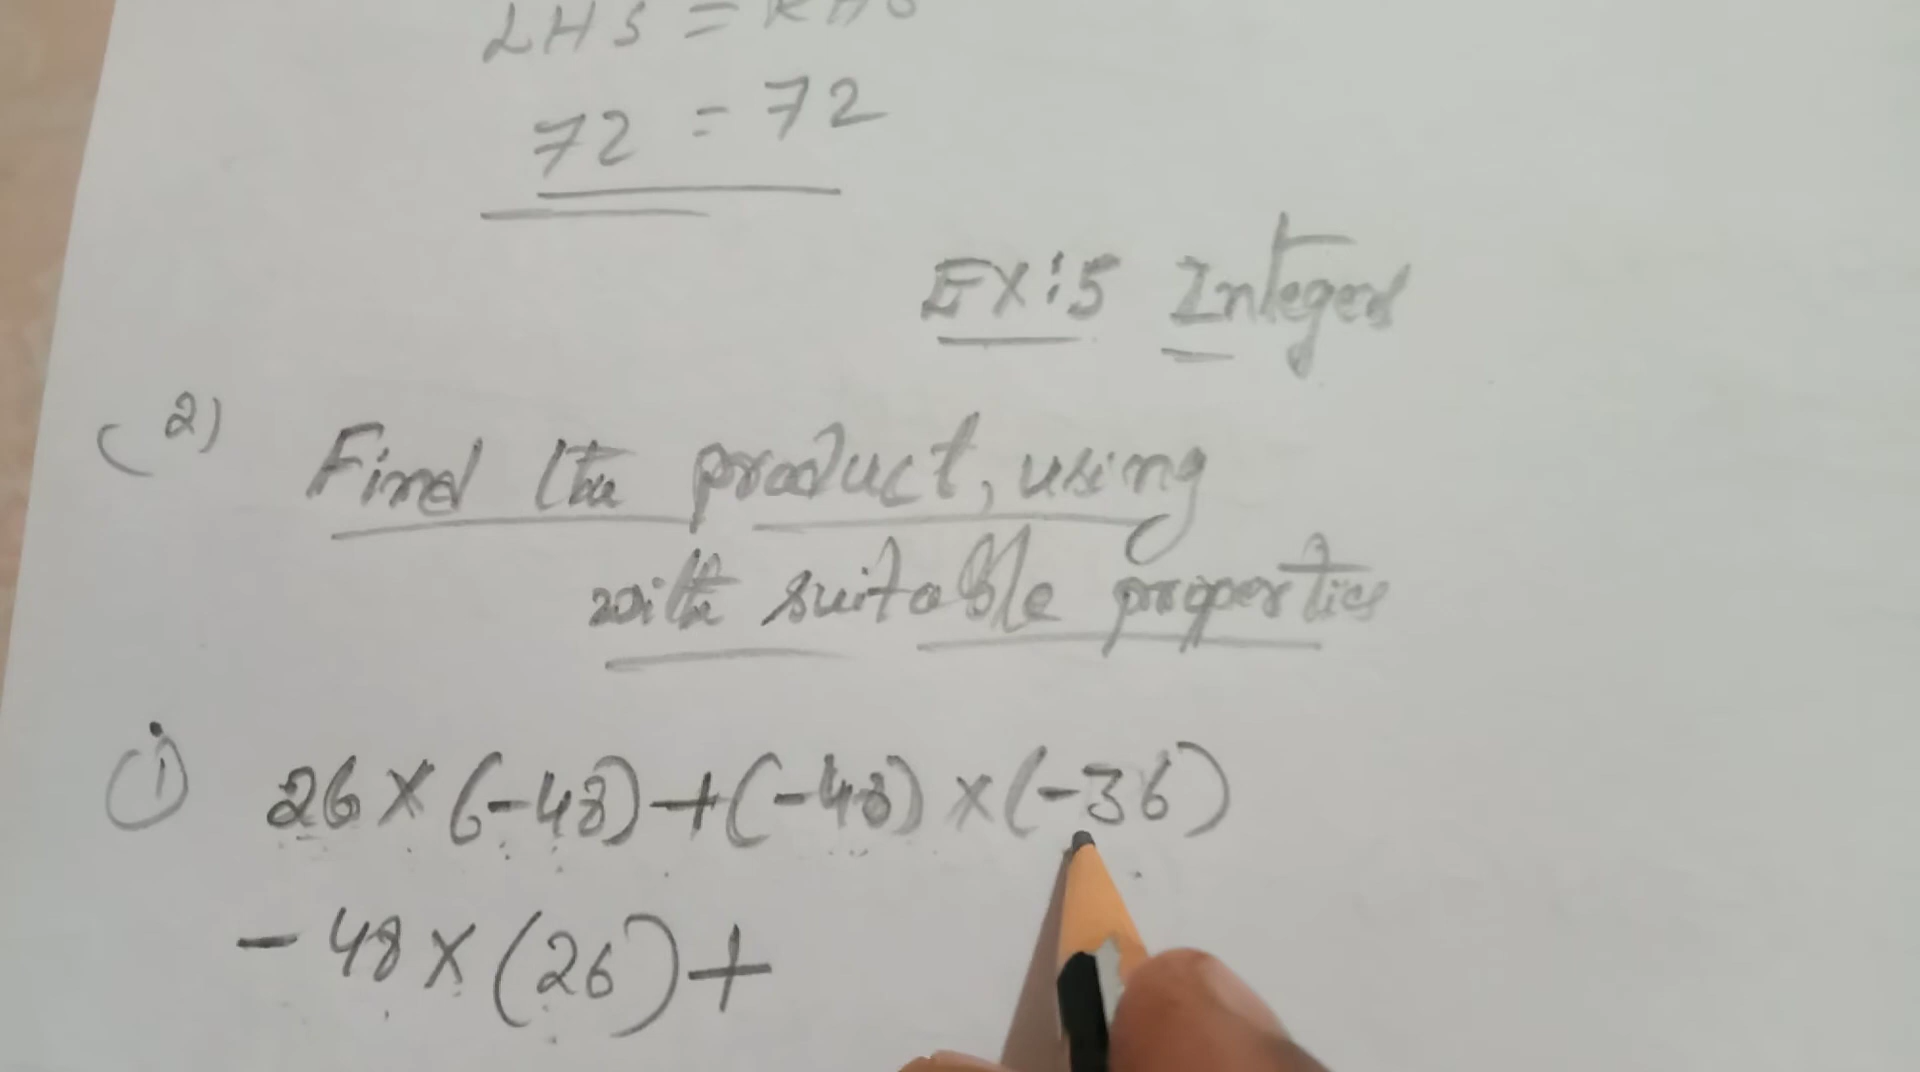 LHS = RHS
72 = 72
EX:5 Integers
2) Find the product, using
with suitable properties
i) 26 × (-48) + (-48) × (-36)
- 48 × (26) +